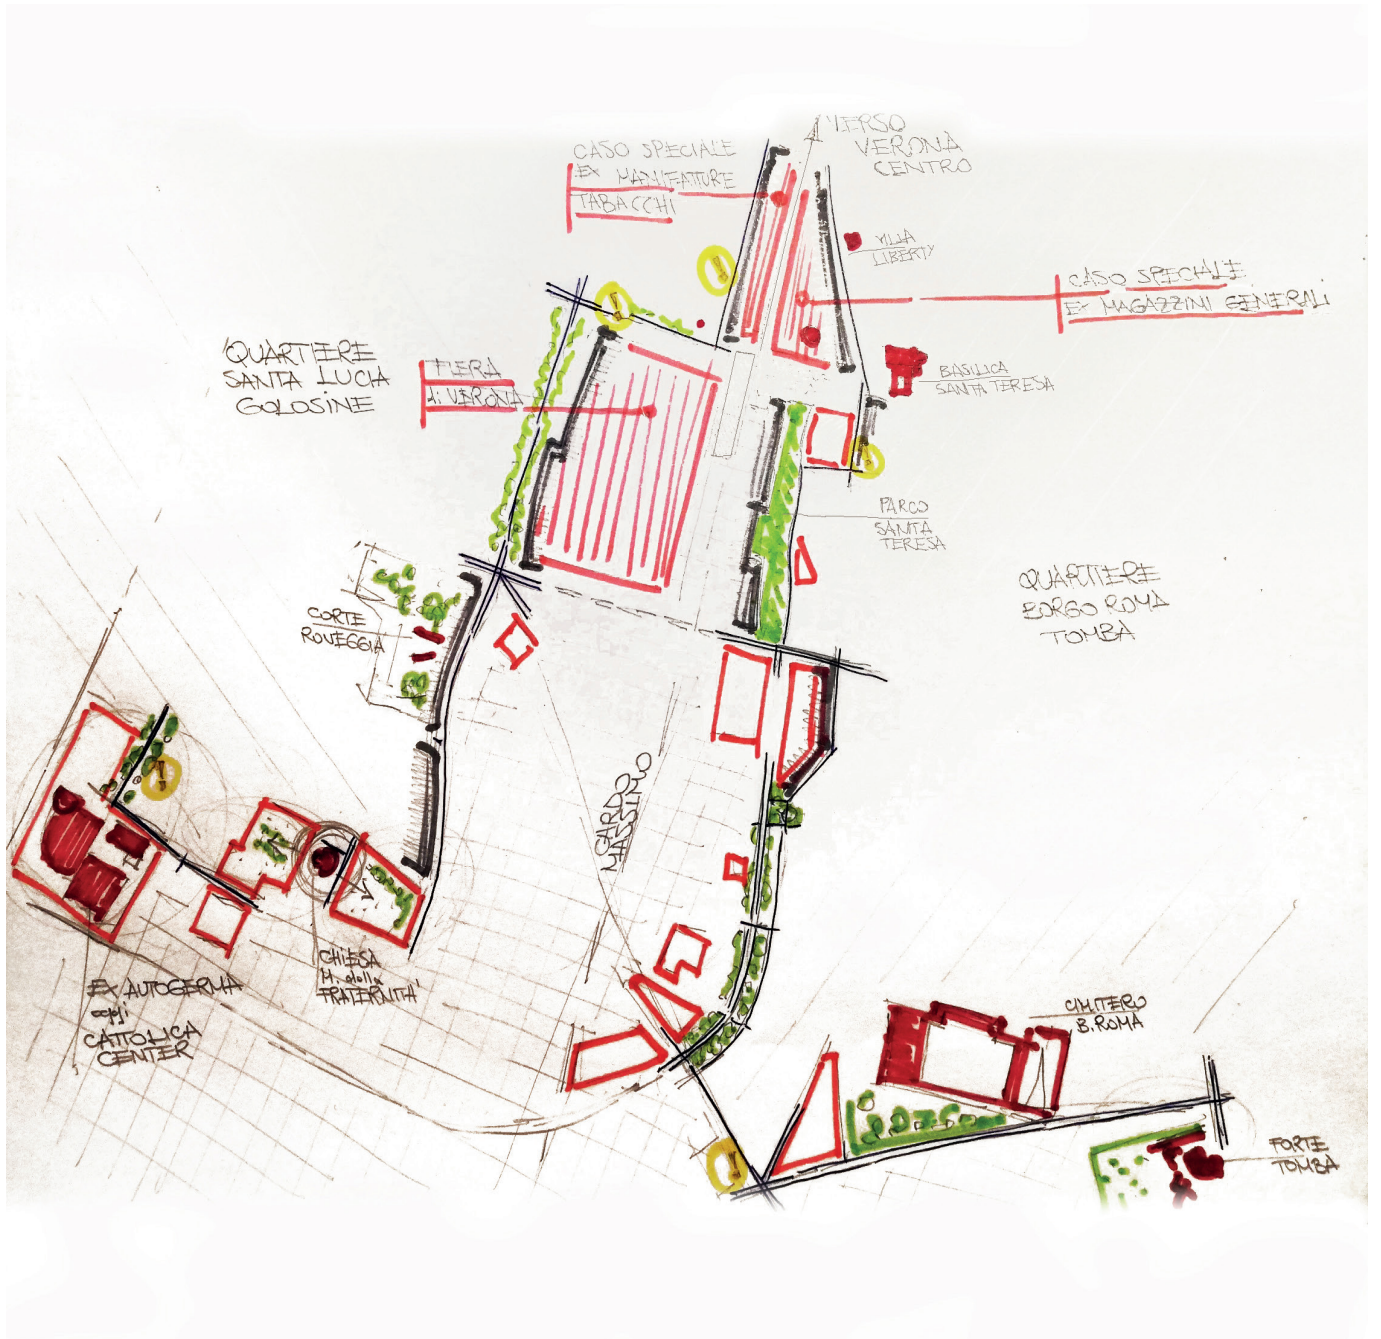 VERSO
VERONA
CENTRO
CASO SPECIALE
EX MANIFATTURE
TABACCHI
VILLA
LIBERTY
CASO SPECIALE
EX MAGAZZINI GENERALI
QUARTIERE
SANTA LUCIA
GOLOSINE
FIERA
di VERONA
BASILICA
SANTA TERESA
PARCO
SANTA
TERESA
QUARTIERE
BORGO ROMA
TOMBA
CORTE
ROVEGGIA
CARDO
MASSIMO
CHIESA
M. della
FRATERNITA'
EX AUTOGERMA
oggi
CATTOLICA
CENTER
CIMITERO
B. ROMA
FORTE
TOMBA